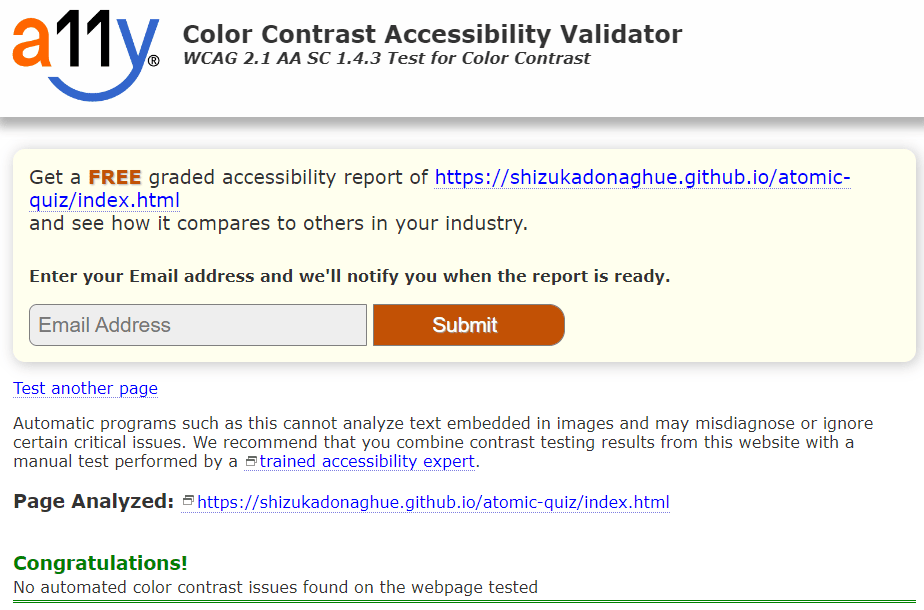 a11y®
Color Contrast Accessibility Validator
WCAG 2.1 AA SC 1.4.3 Test for Color Contrast
Get a FREE graded accessibility report of https://shizukadonaghue.github.io/atomic-
quiz/index.html
and see how it compares to others in your industry.
Enter your Email address and we'll notify you when the report is ready.
Email Address
Submit
Test another page
Automatic programs such as this cannot analyze text embedded in images and may misdiagnose or ignore
certain critical issues. We recommend that you combine contrast testing results from this website with a
manual test performed by a trained accessibility expert.
Page Analyzed: https://shizukadonaghue.github.io/atomic-quiz/index.html
Congratulations!
No automated color contrast issues found on the webpage tested